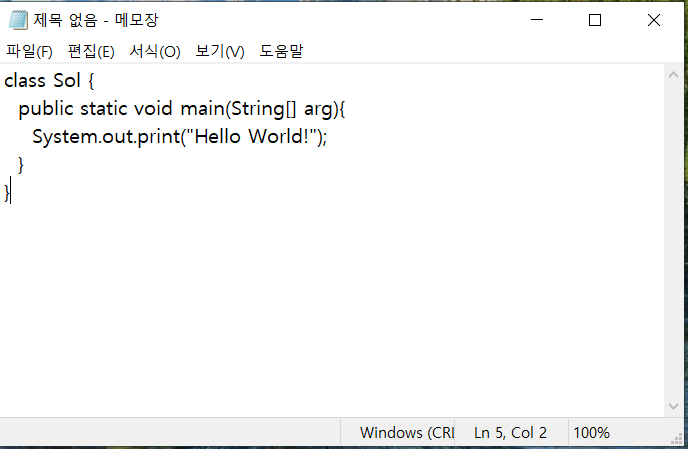 제목 없음 - 메모장
파일(F) 편집(E) 서식(O) 보기(V) 도움말
class Sol {
  public static void main(String[] arg){
    System.out.print("Hello World!");
  }
}
Windows (CRL Ln 5, Col 2 100%